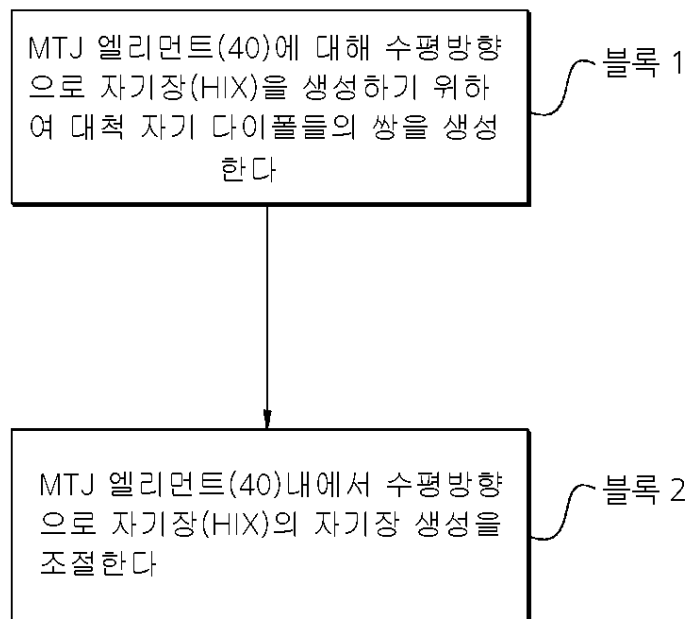 MTJ 엘리먼트(40)에 대해 수평방향
으로 자기장(HIX)을 생성하기 위하
여 대척 자기 다이폴들의 쌍을 생성
한다
블록 1
MTJ 엘리먼트(40)내에서 수평방향
으로 자기장(HIX)의 자기장 생성을
조절한다
블록 2